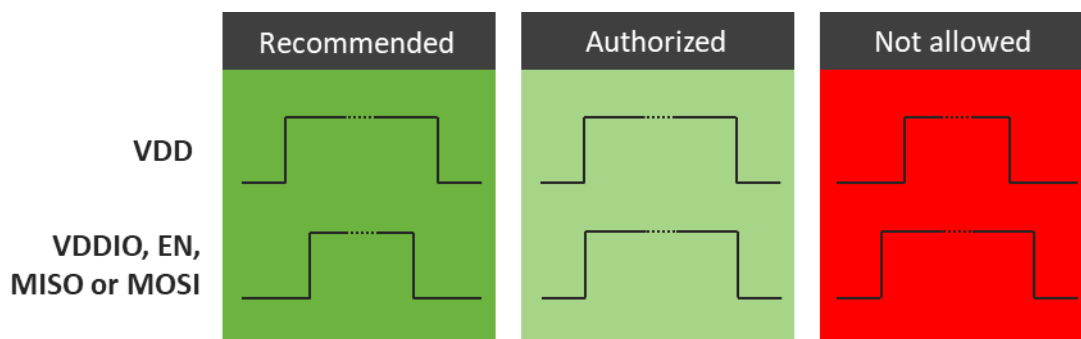 Recommended
Authorized
Not allowed
VDD
VDDIO, EN,
MISO or MOSI